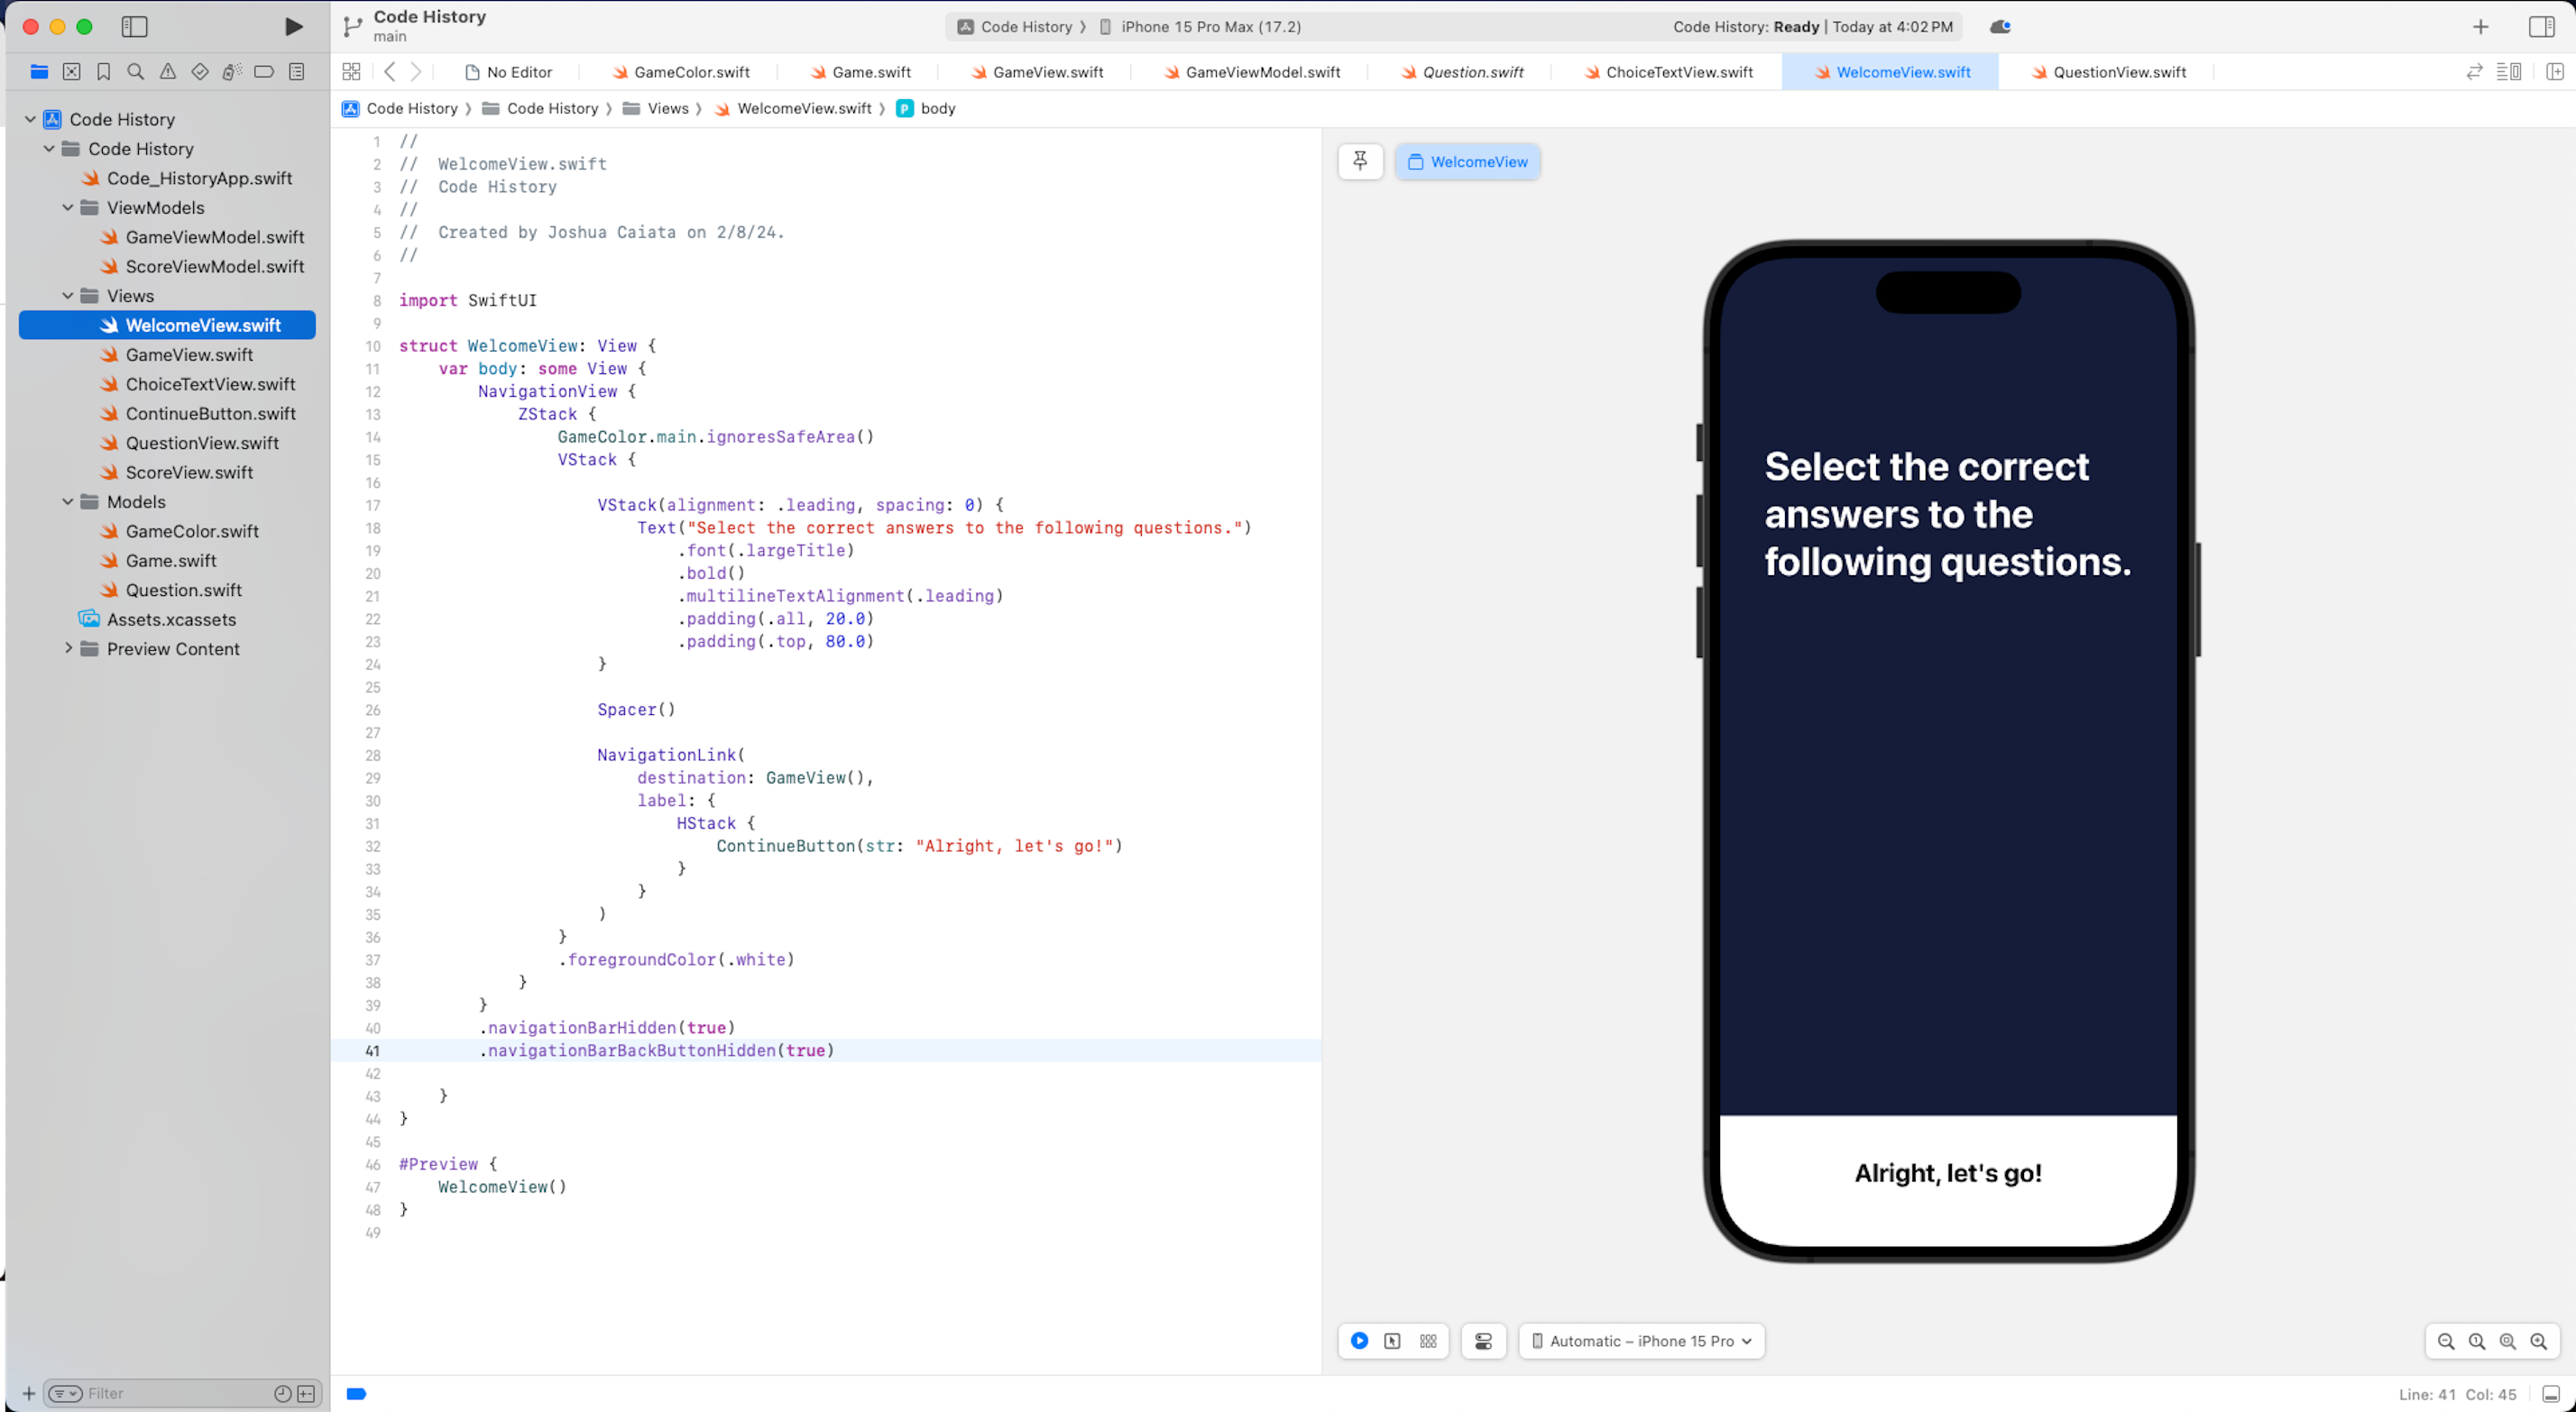 Code History
main
Code History 〉 iPhone 15 Pro Max (17.2)
Code History: Ready | Today at 4:02 PM
No Editor
GameColor.swift
Game.swift
GameView.swift
GameViewModel.swift
Question.swift
ChoiceTextView.swift
WelcomeView.swift
QuestionView.swift
Code History 〉 Code History 〉 Views 〉 WelcomeView.swift 〉 P body
Code History
Code History
Code_HistoryApp.swift
ViewModels
GameViewModel.swift
ScoreViewModel.swift
Views
WelcomeView.swift
GameView.swift
ChoiceTextView.swift
ContinueButton.swift
QuestionView.swift
ScoreView.swift
Models
GameColor.swift
Game.swift
Question.swift
Assets.xcassets
Preview Content
Filter
1 //
2 //  WelcomeView.swift
3 //  Code History
4 //
5 //  Created by Joshua Caiata on 2/8/24.
6 //
7
8 import SwiftUI
9
10 struct WelcomeView: View {
11     var body: some View {
12         NavigationView {
13             ZStack {
14                 GameColor.main.ignoresSafeArea()
15                 VStack {
16
17                     VStack(alignment: .leading, spacing: 0) {
18                         Text("Select the correct answers to the following questions.")
19                             .font(.largeTitle)
20                             .bold()
21                             .multilineTextAlignment(.leading)
22                             .padding(.all, 20.0)
23                             .padding(.top, 80.0)
24                     }
25
26                     Spacer()
27
28                     NavigationLink(
29                         destination: GameView(),
30                         label: {
31                             HStack {
32                                 ContinueButton(str: "Alright, let's go!")
33                             }
34                         }
35                     )
36                 }
37                 .foregroundColor(.white)
38             }
39         }
40         .navigationBarHidden(true)
41         .navigationBarBackButtonHidden(true)
42
43     }
44 }
45
46 #Preview {
47     WelcomeView()
48 }
49
WelcomeView
Select the correct
answers to the
following questions.
Alright, let's go!
Automatic – iPhone 15 Pro
Line: 41 Col: 45